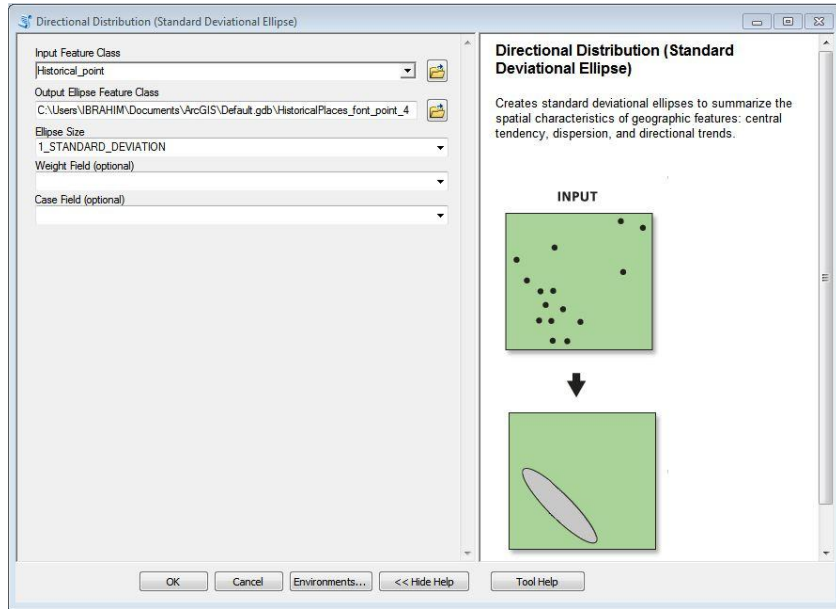 Directional Distribution (Standard Deviational Ellipse)
Input Feature Class
Historical_point
Output Ellipse Feature Class
C:\Users\IBRAHIM\Documents\ArcGIS\Default.gdb\HistoricalPlaces_font_point_4
Ellipse Size
1_STANDARD_DEVIATION
Weight Field (optional)
Case Field (optional)
Directional Distribution (Standard
Deviational Ellipse)
Creates standard deviational ellipses to summarize the
spatial characteristics of geographic features: central
tendency, dispersion, and directional trends.
INPUT
OK
Cancel
Environments...
<< Hide Help
Tool Help